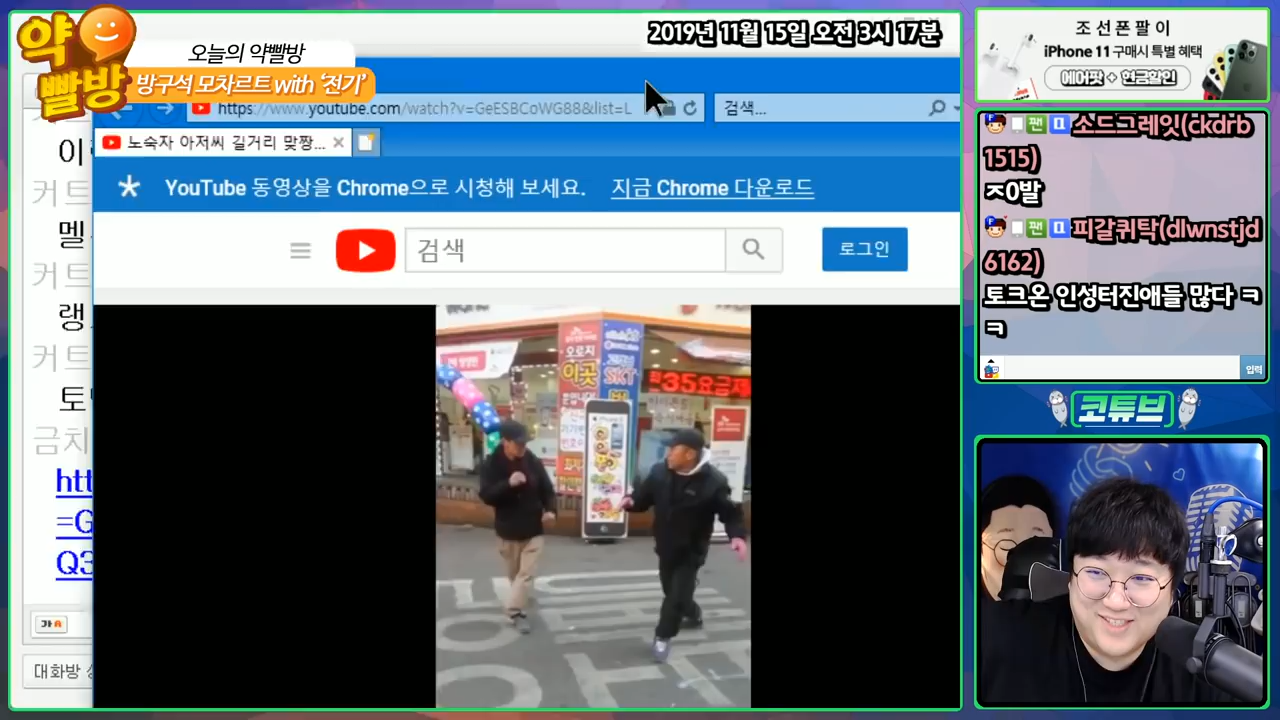 약
빨방
오늘의 약빨방
방구석 모차르트 with '전기'
2019년 11월 15일 오전 3시 17분
https://www.youtube.com/watch?v=GeESBCoWG88&list=L
검색...
노숙자 아저씨 길거리 맞짱...
YouTube 동영상을 Chrome으로 시청해 보세요. 지금 Chrome 다운로드
검색
로그인
커트
멜
커트
랭
커트
토
금치
htt
=G
Q3
가가
대화방
오로지
이곳
SKT
35요금제
조선폰팔이
iPhone 11 구매시 특별 혜택
에어팟 + 현금할인
팬
소드그레잇(ckdrb
1515)
ㅈ0발
팬
피갈퀴탁(dlwnstjd
6162)
토크온 인성터진애들 많다 ㅋ
ㅋ
입력
코튜브